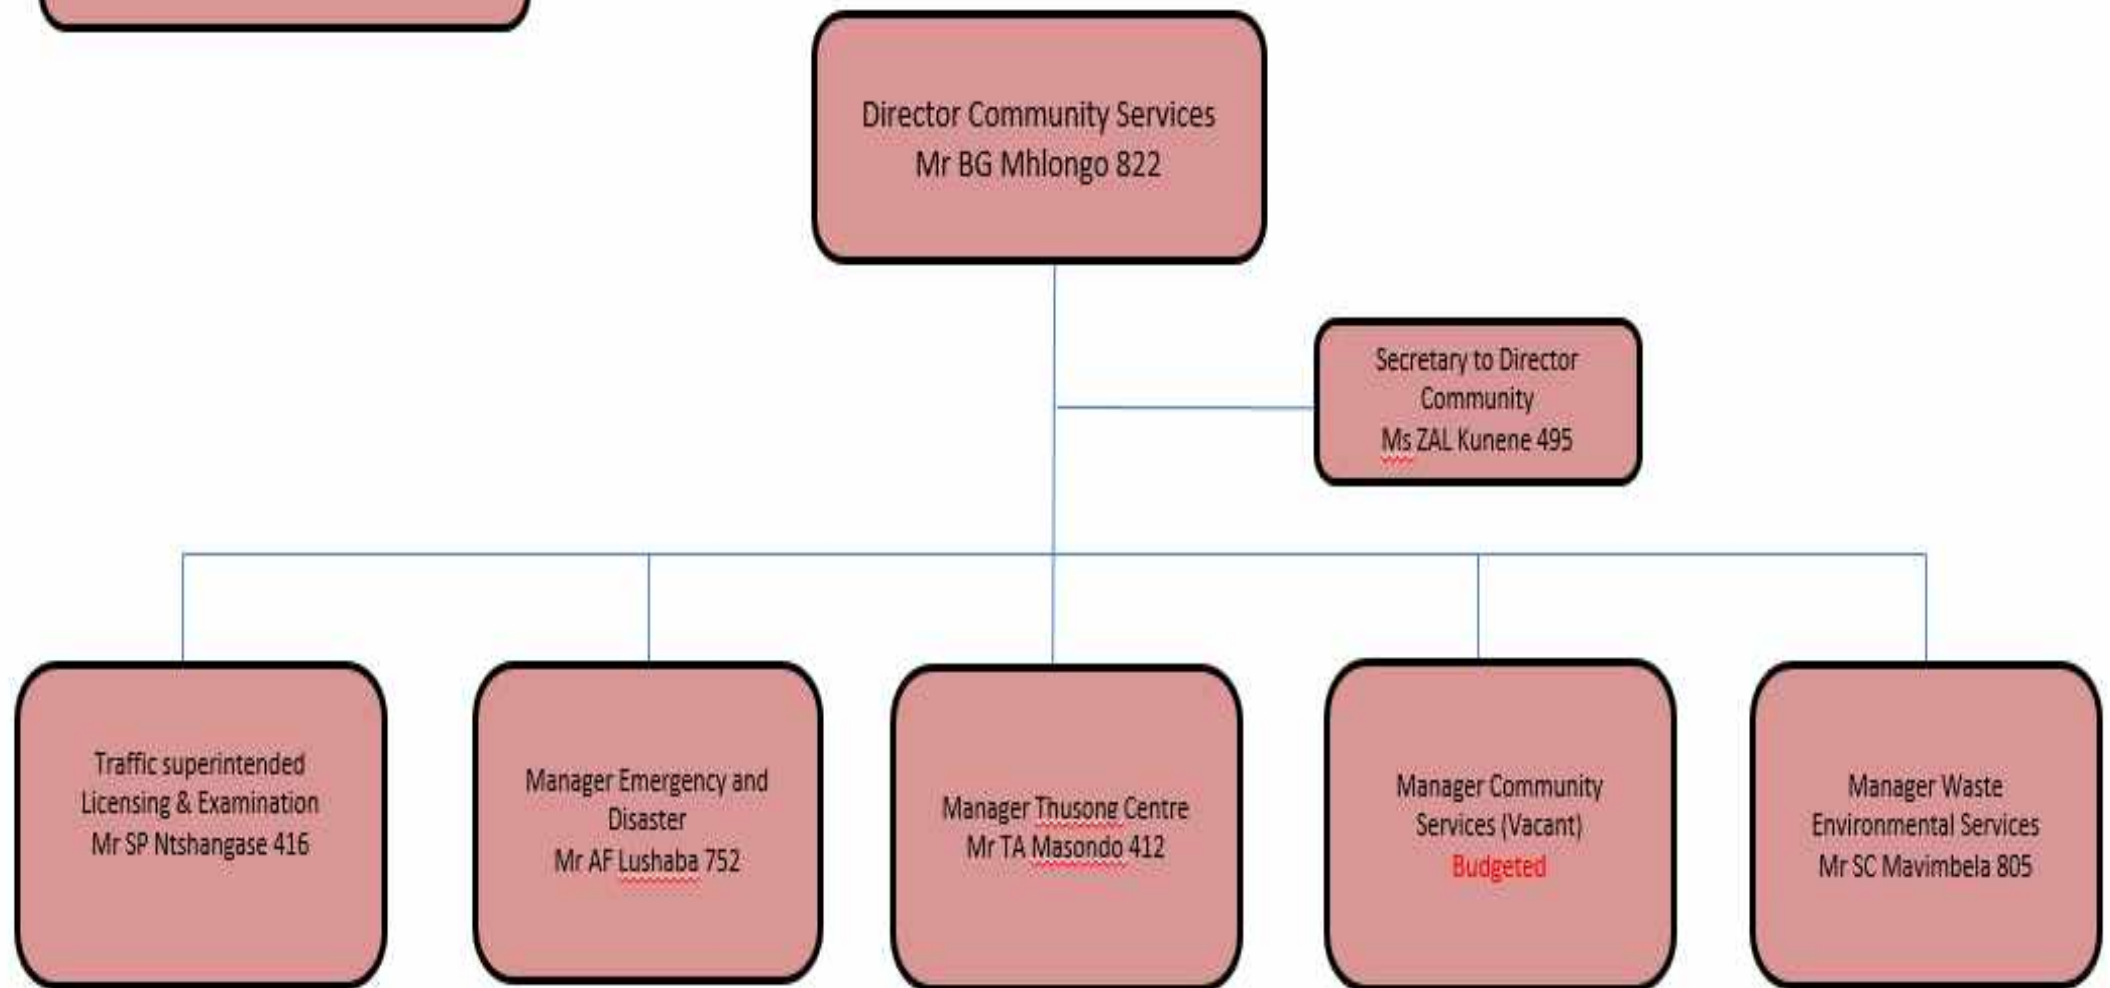 Director Community Services
Mr BG Mhlongo 822
Secretary to Director
Community
Ms ZAL Kunene 495
Traffic superintended
Licensing & Examination
Mr SP Ntshangase 416
Manager Emergency and
Disaster
Mr AF Lushaba 752
Manager Thusong Centre
Mr TA Masondo 412
Manager Community
Services (Vacant)
Budgeted
Manager Waste
Environmental Services
Mr SC Mavimbela 805